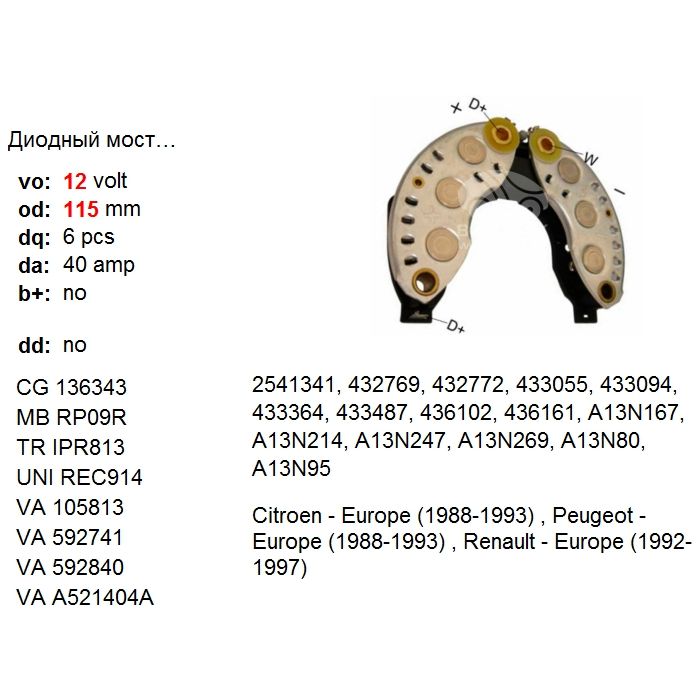 Диодный мост...
vo: 12 volt
od: 115 mm
dq: 6 pcs
da: 40 amp
b+: no
dd: no
CG 136343
MB RP09R
TR IPR813
UNI REC914
VA 105813
VA 592741
VA 592840
VA A521404A
X D+
W
D+
2541341, 432769, 432772, 433055, 433094,
433364, 433487, 436102, 436161, A13N167,
A13N214, A13N247, A13N269, A13N80,
A13N95
Citroen - Europe (1988-1993) , Peugeot -
Europe (1988-1993) , Renault - Europe (1992-
1997)